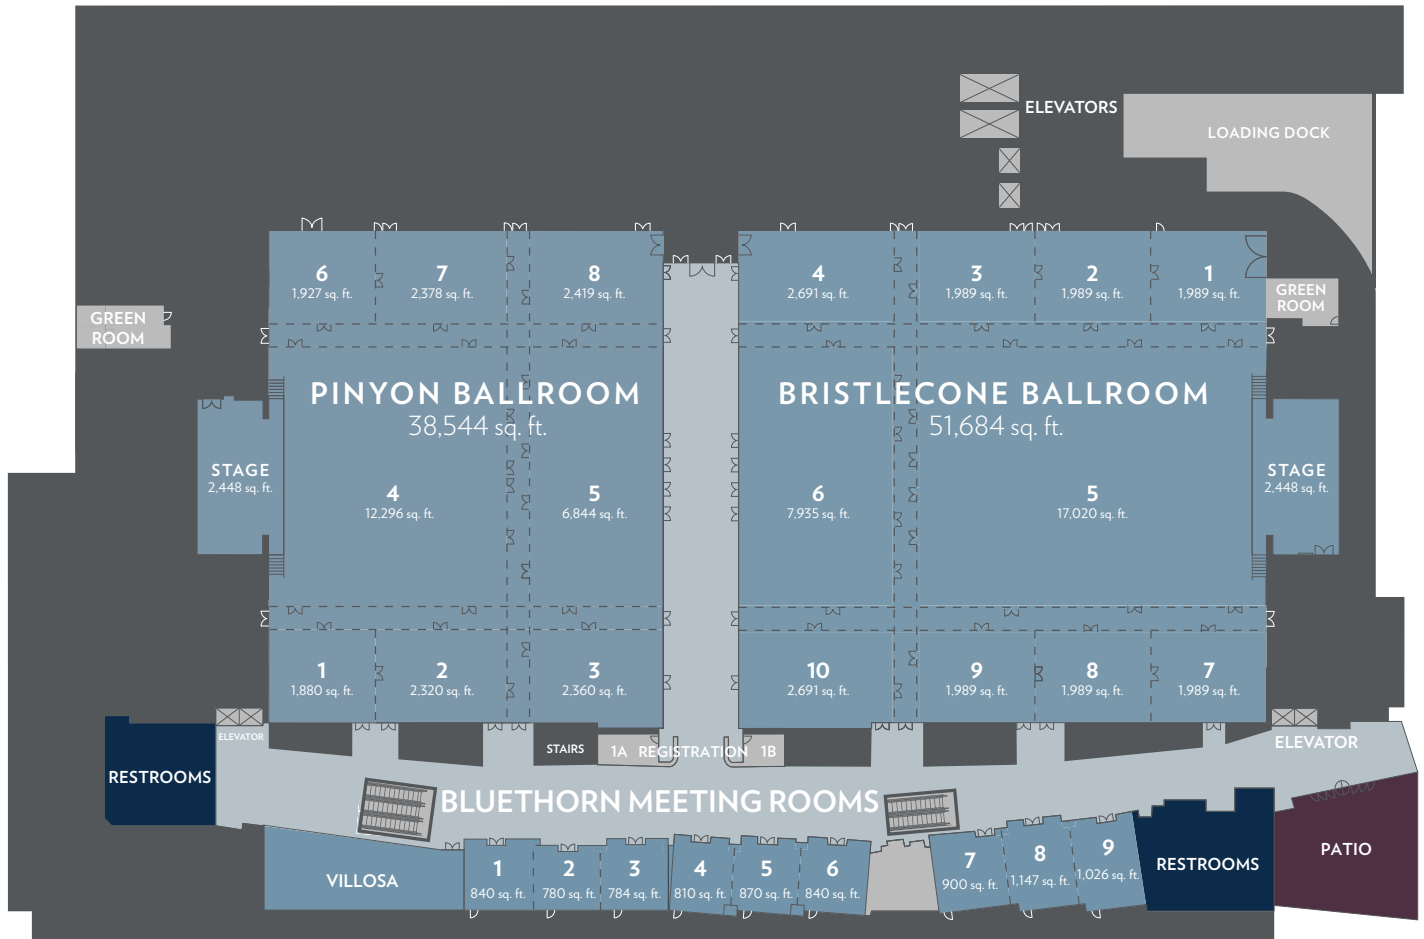 ELEVATORS
LOADING DOCK
6
1,927 sq. ft.
7
2,378 sq. ft.
8
2,419 sq. ft.
4
2,691 sq. ft.
3
1,989 sq. ft.
2
1,989 sq. ft.
1
1,989 sq. ft.
GREEN
ROOM
GREEN
ROOM
PINYON BALLROOM
38,544 sq. ft.
BRISTLECONE BALLROOM
51,684 sq. ft.
STAGE
2,448 sq. ft.
4
12,296 sq. ft.
5
6,844 sq. ft.
6
7,935 sq. ft.
5
17,020 sq. ft.
STAGE
2,448 sq. ft.
1
1,880 sq. ft.
2
2,320 sq. ft.
3
2,360 sq. ft.
10
2,691 sq. ft.
9
1,989 sq. ft.
8
1,989 sq. ft.
7
1,989 sq. ft.
ELEVATOR
STAIRS
1A REGISTRATION 1B
ELEVATOR
RESTROOMS
BLUETHORN MEETING ROOMS
VILLOSA
1
840 sq. ft.
2
780 sq. ft.
3
784 sq. ft.
4
810 sq. ft.
5
870 sq. ft.
6
840 sq. ft.
7
900 sq. ft.
8
1,147 sq. ft.
9
1,026 sq. ft.
RESTROOMS
PATIO